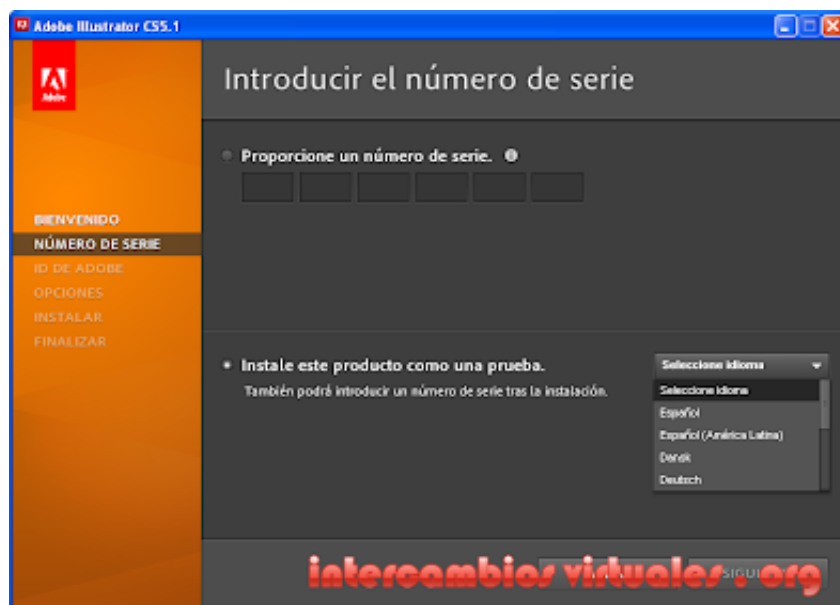 Adobe Illustrator CS5.1
Adobe
Introducir el número de serie
Proporcione un número de serie.
BIENVENIDO
NÚMERO DE SERIE
ID DE ADOBE
OPCIONES
INSTALAR
FINALIZAR
Instale este producto como una prueba.
También podrá introducir un número de serie tras la instalación.
Seleccione idioma
Seleccione idioma
Español
Español (América Latina)
Dansk
Deutsch
intercambios virtuales . org